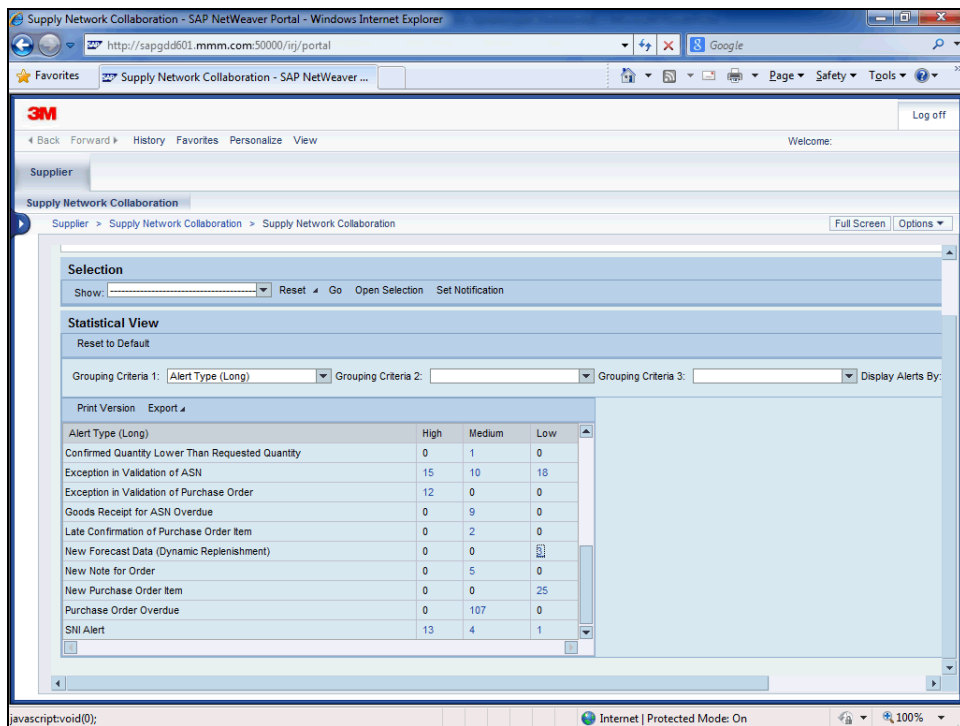 Supply Network Collaboration - SAP NetWeaver Portal - Windows Internet Explorer
http://sapgdd601.mmm.com:50000/irj/portal
Google
Favorites Supply Network Collaboration - SAP NetWeaver ... Page Safety Tools
3M Log off
Back Forward History Favorites Personalize View Welcome:
Supplier
Supply Network Collaboration
Supplier > Supply Network Collaboration > Supply Network Collaboration Full Screen Options
Selection
Show: Reset Go Open Selection Set Notification
Statistical View
Reset to Default
Grouping Criteria 1: Alert Type (Long) Grouping Criteria 2: Grouping Criteria 3: Display Alerts By:
Print Version Export
Alert Type (Long) High Medium Low
Confirmed Quantity Lower Than Requested Quantity 0 1 0
Exception in Validation of ASN 15 10 18
Exception in Validation of Purchase Order 12 0 0
Goods Receipt for ASN Overdue 0 9 0
Late Confirmation of Purchase Order Item 0 2 0
New Forecast Data (Dynamic Replenishment) 0 0 3
New Note for Order 0 5 0
New Purchase Order Item 0 0 25
Purchase Order Overdue 0 107 0
SNI Alert 13 4 1
javascript:void(0); Internet | Protected Mode: On 100%